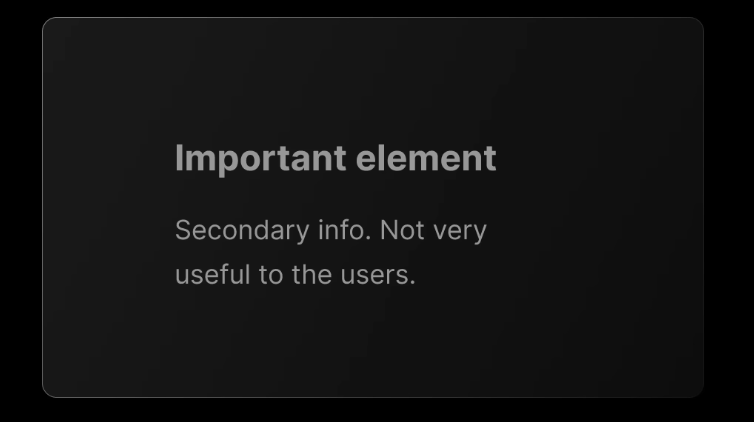 Important element
Secondary info. Not very
useful to the users.